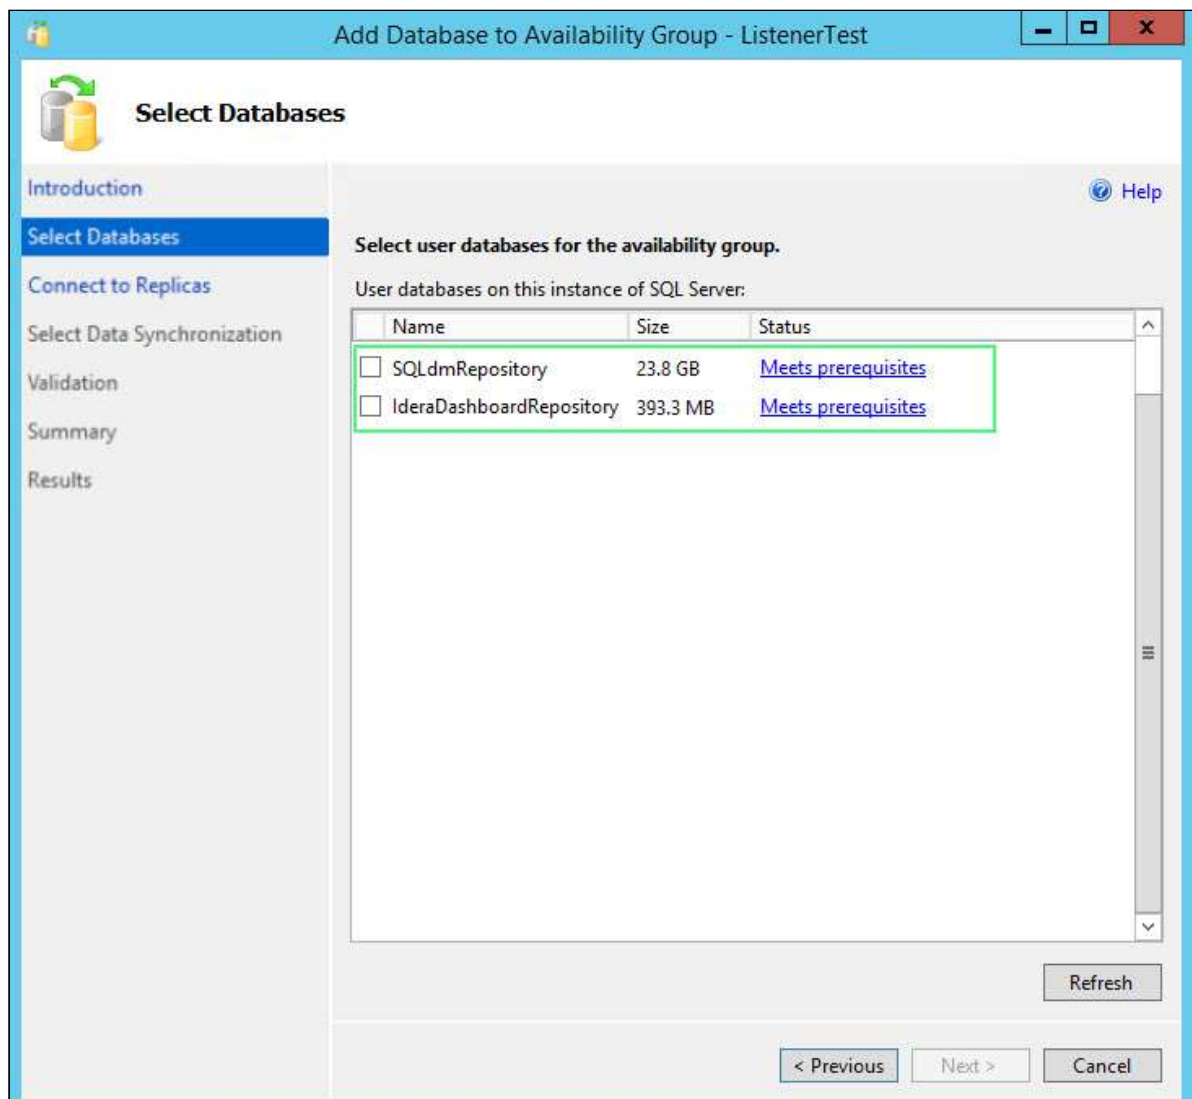 Add Database to Availability Group - ListenerTest
Select Databases
Introduction
Help
Select Databases
Select user databases for the availability group.
Connect to Replicas
User databases on this instance of SQL Server:
Name Size Status
Select Data Synchronization
SQLdmRepository 23.8 GB Meets prerequisites
Validation
IderaDashboardRepository 393.3 MB Meets prerequisites
Summary
Results
Refresh
< Previous Next > Cancel